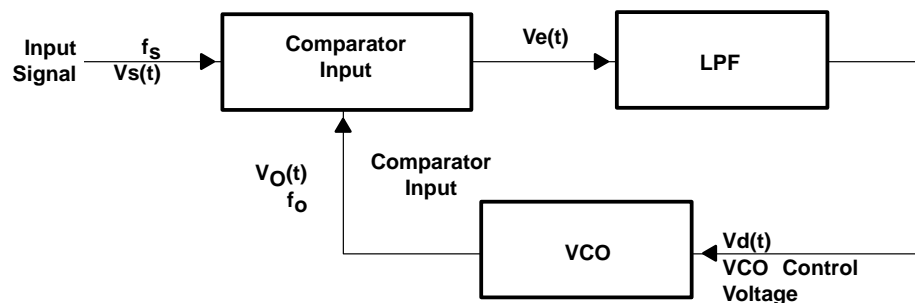 Input
Signal
fs
Vs(t)
Comparator
Input
Ve(t)
LPF
VO(t)
fo
Comparator
Input
VCO
Vd(t)
VCO Control
Voltage